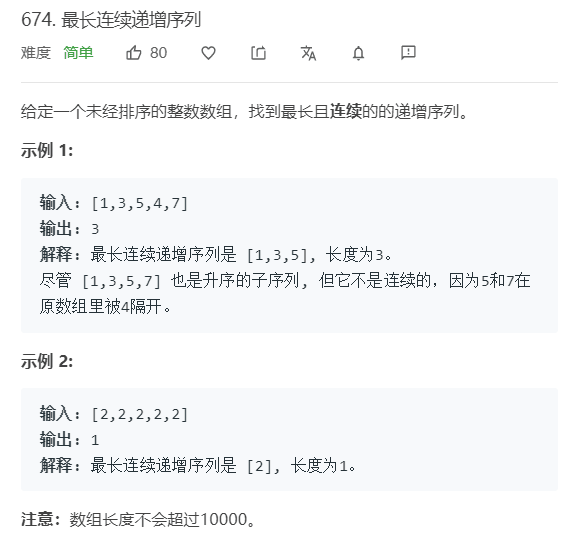 674. 最长连续递增序列
难度 简单 80
给定一个未经排序的整数数组，找到最长且连续的的递增序列。
示例 1:
输入: [1,3,5,4,7]
输出: 3
解释: 最长连续递增序列是 [1,3,5], 长度为3。
尽管 [1,3,5,7] 也是升序的子序列, 但它不是连续的，因为5和7在
原数组里被4隔开。
示例 2:
输入: [2,2,2,2,2]
输出: 1
解释: 最长连续递增序列是 [2], 长度为1。
注意：数组长度不会超过10000。